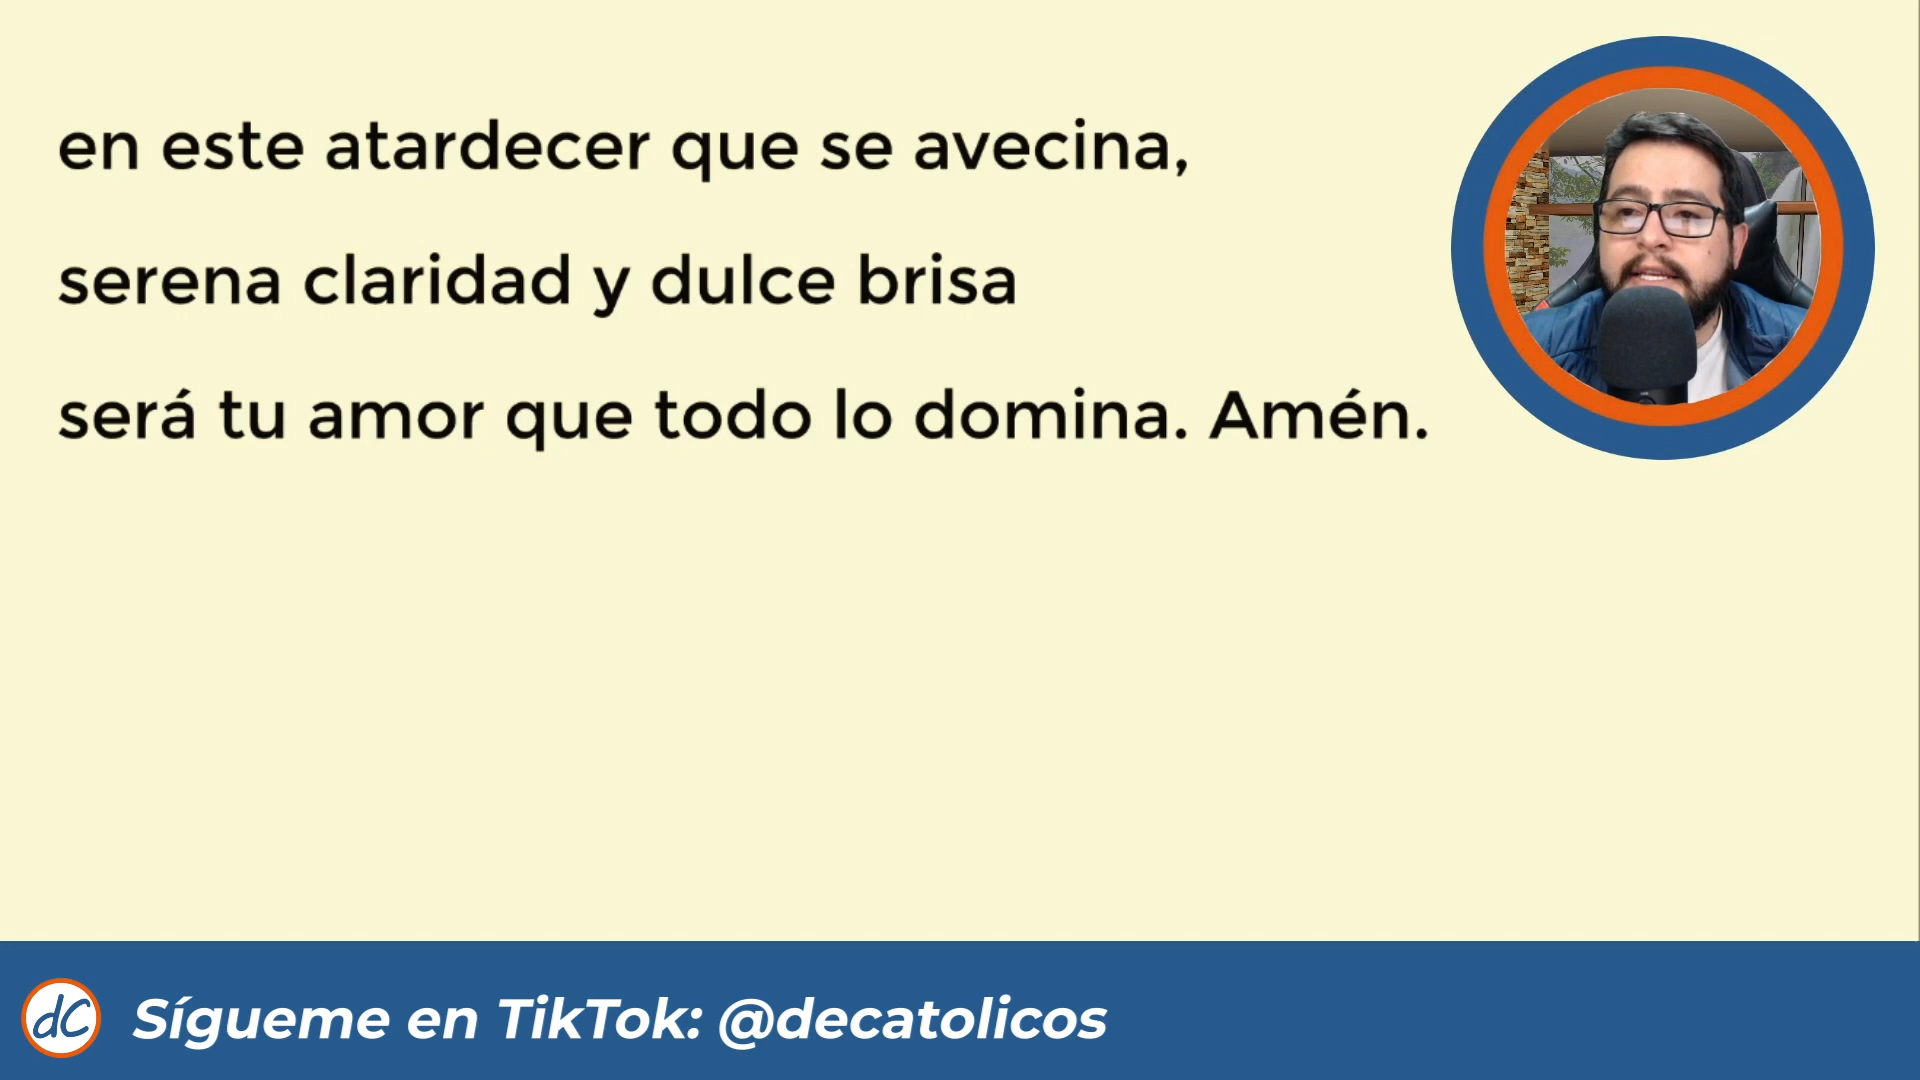 en este atardecer que se avecina,
serena claridad y dulce brisa
será tu amor que todo lo domina. Amén.
dC Sígueme en TikTok: @decatolicos